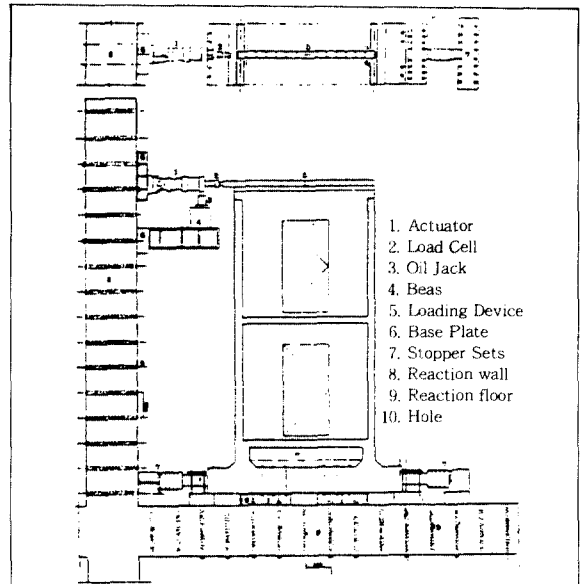 1. Actuator
2. Load Cell
3. Oil Jack
4. Beas
5. Loading Device
6. Base Plate
7. Stopper Sets
8. Reaction wall
9. Reaction floor
10. Hole